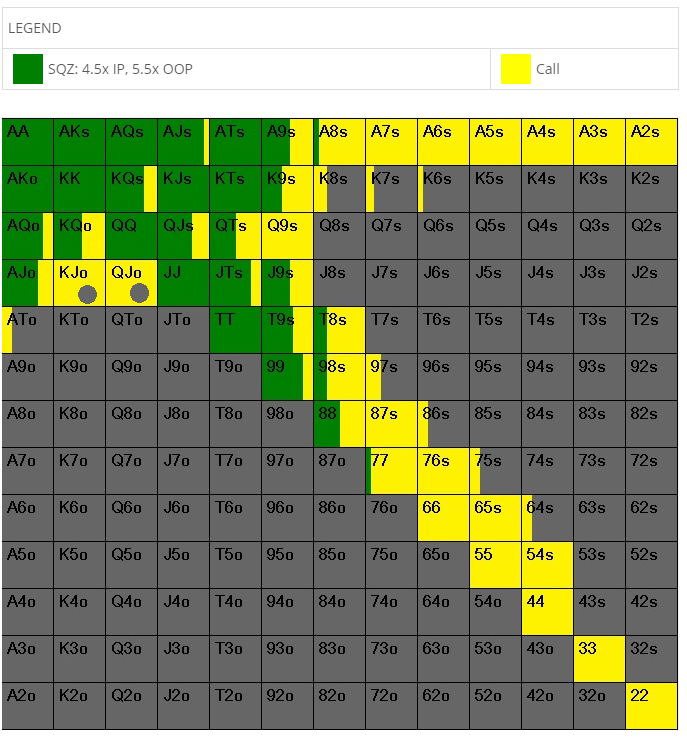 LEGEND
SQZ: 4.5x IP, 5.5x OOP Call
AA AKs AQs AJs ATs A9s A8s A7s A6s A5s A4s A3s A2s
AKo KK KQs KJs KTs K9s K8s K7s K6s K5s K4s K3s K2s
AQo KQo QQ QJs QTs Q9s Q8s Q7s Q6s Q5s Q4s Q3s Q2s
AJo KJo QJo JJ JTs J9s J8s J7s J6s J5s J4s J3s J2s
ATo KTo QTo JTo TT T9s T8s T7s T6s T5s T4s T3s T2s
A9o K9o Q9o J9o T9o 99 98s 97s 96s 95s 94s 93s 92s
A8o K8o Q8o J8o T8o 98o 88 87s 86s 85s 84s 83s 82s
A7o K7o Q7o J7o T7o 97o 87o 77 76s 75s 74s 73s 72s
A6o K6o Q6o J6o T6o 96o 86o 76o 66 65s 64s 63s 62s
A5o K5o Q5o J5o T5o 95o 85o 75o 65o 55 54s 53s 52s
A4o K4o Q4o J4o T4o 94o 84o 74o 64o 54o 44 43s 42s
A3o K3o Q3o J3o T3o 93o 83o 73o 63o 53o 43o 33 32s
A2o K2o Q2o J2o T2o 92o 82o 72o 62o 52o 42o 32o 22